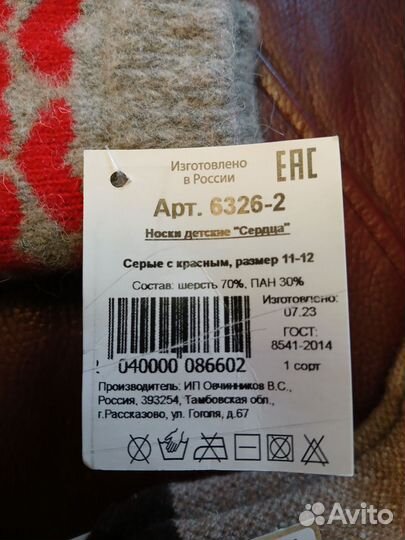 Изготовлено
в России
EAC
Арт. 6326-2
Носки детские "Сердца"
Серые с красным, размер 11-12
Состав: шерсть 70%, ПАН 30%
Изготовлено:
07.23
ГОСТ:
8541-2014
040000 086602
1 сорт
Производитель: ИП Овчинников В.С.,
Россия, 393254, Тамбовская обл.,
г.Рассказово, ул. Гоголя, д.67
Avito